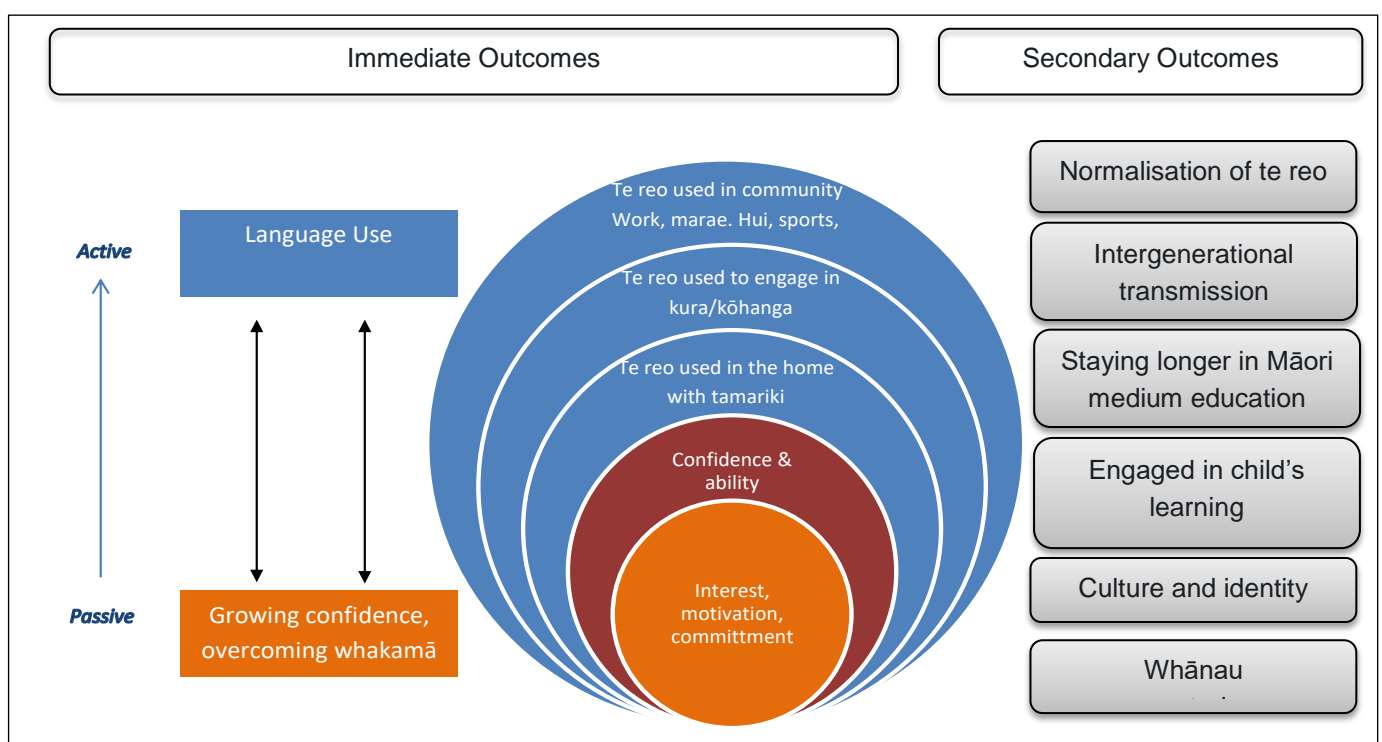 Immediate Outcomes
Secondary Outcomes
Active
Passive
Language Use
Growing confidence,
overcoming whakamā
Te reo used in community
Work, marae. Hui, sports,
Te reo used to engage in
kura/kōhanga
Te reo used in the home
with tamariki
Confidence &
ability
Interest,
motivation,
committment
Normalisation of te reo
Intergenerational
transmission
Staying longer in Māori
medium education
Engaged in child's
learning
Culture and identity
Whānau